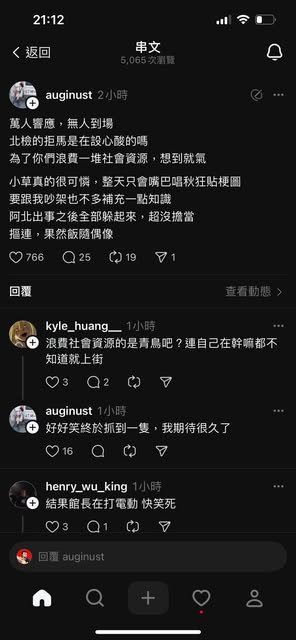 21:12
返回
串文
5,065 次瀏覽
auginust 2小時
萬人響應，無人到場
北檢的拒馬是在設心酸的嗎
為了你們浪費一堆社會資源，想到就氣
小草真的很可憐，整天只會嘴巴唱秋狂貼梗圖
要跟我吵架也不多補充一點知識
阿北出事之後全部躲起來，超沒擔當
摳連，果然飯隨偶像
766 25 19 1
回覆 查看動態
kyle_huang__ 1小時
浪費社會資源的是青鳥吧？連自己在幹嘛都不
知道就上街
3 2
auginust 1小時
好好笑終於抓到一隻，我期待很久了
16
henry_wu_king 1小時
結果館長在打電動 快笑死
3 1
回覆 auginust